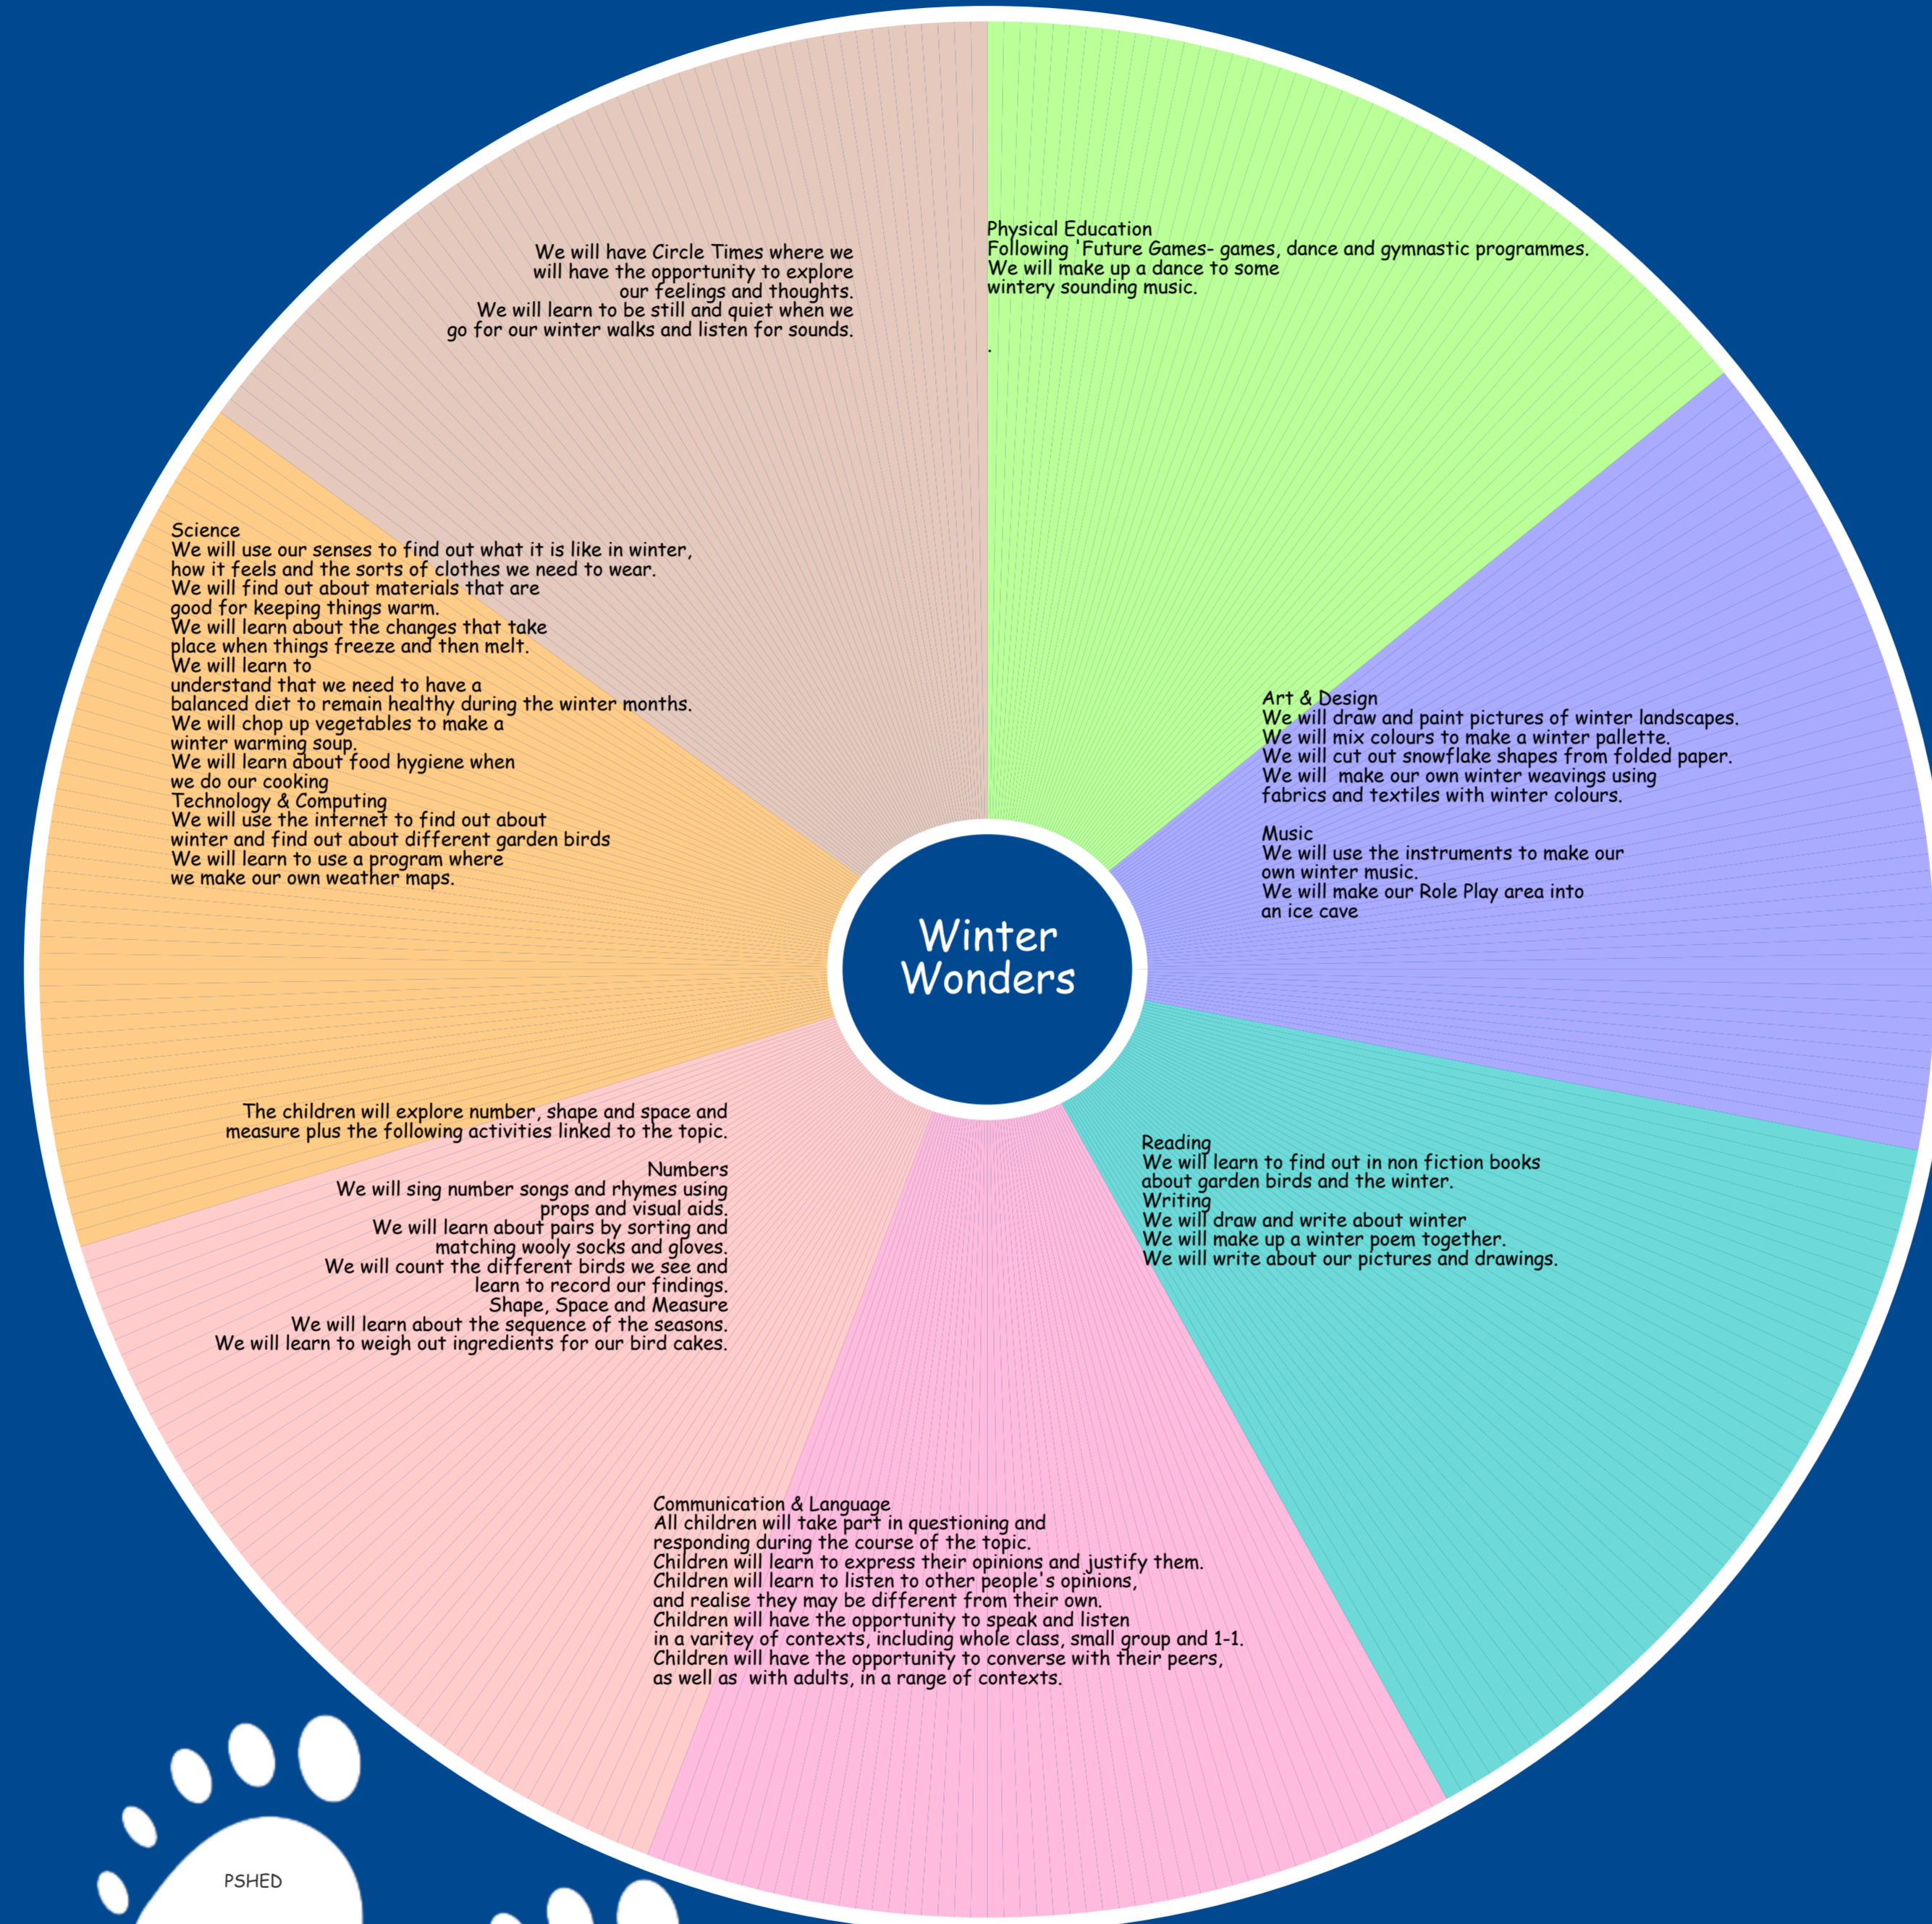 We will have Circle Times where we
will have the opportunity to explore
our feelings and thoughts.
We will learn to be still and quiet when we
go for our winter walks and listen for sounds.
Physical Education
Following 'Future Games- games, dance and gymnastic programmes.
We will make up a dance to some
wintery sounding music.
.
Science
We will use our senses to find out what it is like in winter,
how it feels and the sorts of clothes we need to wear.
We will find out about materials that are
good for keeping things warm.
We will learn about the changes that take
place when things freeze and then melt.
We will learn to
understand that we need to have a
balanced diet to remain healthy during the winter months.
We will chop up vegetables to make a
winter warming soup.
We will learn about food hygiene when
we do our cooking
Technology & Computing
We will use the internet to find out about
winter and find out about different garden birds
We will learn to use a program where
we make our own weather maps.
Art & Design
We will draw and paint pictures of winter landscapes.
We will mix colours to make a winter pallette.
We will cut out snowflake shapes from folded paper.
We will  make our own winter weavings using
fabrics and textiles with winter colours.
Music
We will use the instruments to make our
own winter music.
We will make our Role Play area into
an ice cave
Winter
Wonders
The children will explore number, shape and space and
measure plus the following activities linked to the topic.
Numbers
We will sing number songs and rhymes using
props and visual aids.
We will learn about pairs by sorting and
matching wooly socks and gloves.
We will count the different birds we see and
learn to record our findings.
Shape, Space and Measure
We will learn about the sequence of the seasons.
We will learn to weigh out ingredients for our bird cakes.
Reading
We will learn to find out in non fiction books
about garden birds and the winter.
Writing
We will draw and write about winter
We will make up a winter poem together.
We will write about our pictures and drawings.
Communication & Language
All children will take part in questioning and
responding during the course of the topic.
Children will learn to express their opinions and justify them.
Children will learn to listen to other people's opinions,
and realise they may be different from their own.
Children will have the opportunity to speak and listen
in a varitey of contexts, including whole class, small group and 1-1.
Children will have the opportunity to converse with their peers,
as well as  with adults, in a range of contexts.
PSHED